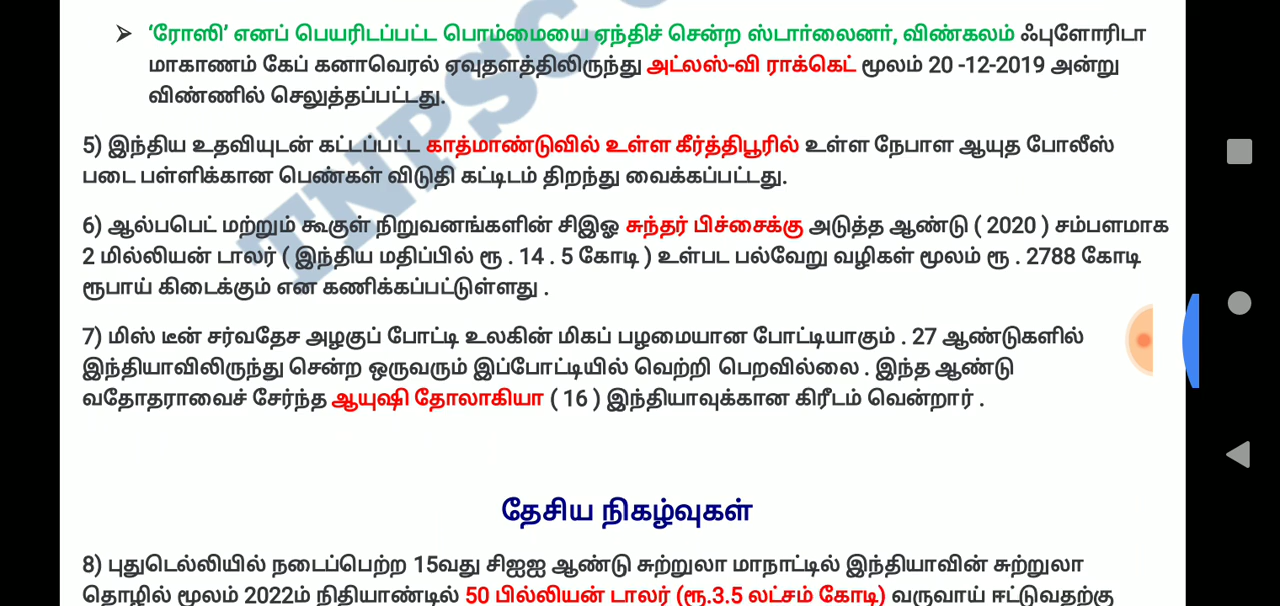 ➤ ‘ரோஸி’ எனப் பெயரிடப்பட்ட பொம்மையை ஏந்திச் சென்ற ஸ்டார்லைனர், விண்கலம் ஃபுளோரிடா
மாகாணம் கேப் கனாவெரல் ஏவுதளத்திலிருந்து அட்லஸ்-வி ராக்கெட் மூலம் 20 -12-2019 அன்று
விண்ணில் செலுத்தப்பட்டது.
5) இந்திய உதவியுடன் கட்டப்பட்ட காத்மாண்டுவில் உள்ள கீர்த்திபூரில் உள்ள நேபாள ஆயுத போலீஸ்
படை பள்ளிக்கான பெண்கள் விடுதி கட்டிடம் திறந்து வைக்கப்பட்டது.
6) ஆல்பபெட் மற்றும் கூகுள் நிறுவனங்களின் சிஇஓ சுந்தர் பிச்சைக்கு அடுத்த ஆண்டு ( 2020 ) சம்பளமாக
2 மில்லியன் டாலர் ( இந்திய மதிப்பில் ரூ . 14 . 5 கோடி ) உள்பட பல்வேறு வழிகள் மூலம் ரூ . 2788 கோடி
ரூபாய் கிடைக்கும் என கணிக்கப்பட்டுள்ளது .
7) மிஸ் டீன் சர்வதேச அழகுப் போட்டி உலகின் மிகப் பழமையான போட்டியாகும் . 27 ஆண்டுகளில்
இந்தியாவிலிருந்து சென்ற ஒருவரும் இப்போட்டியில் வெற்றி பெறவில்லை . இந்த ஆண்டு
வதோதராவைச் சேர்ந்த ஆயுஷி தோலாகியா ( 16 ) இந்தியாவுக்கான கிரீடம் வென்றார் .
தேசிய நிகழ்வுகள்
8) புதுடெல்லியில் நடைப்பெற்ற 15வது சிஐஐ ஆண்டு சுற்றுலா மாநாட்டில் இந்தியாவின் சுற்றுலா
தொழில் மூலம் 2022ம் நிதியாண்டில் 50 பில்லியன் டாலர் (ரூ.3.5 லட்சம் கோடி) வருவாய் ஈட்டுவதற்கு
TNPSC